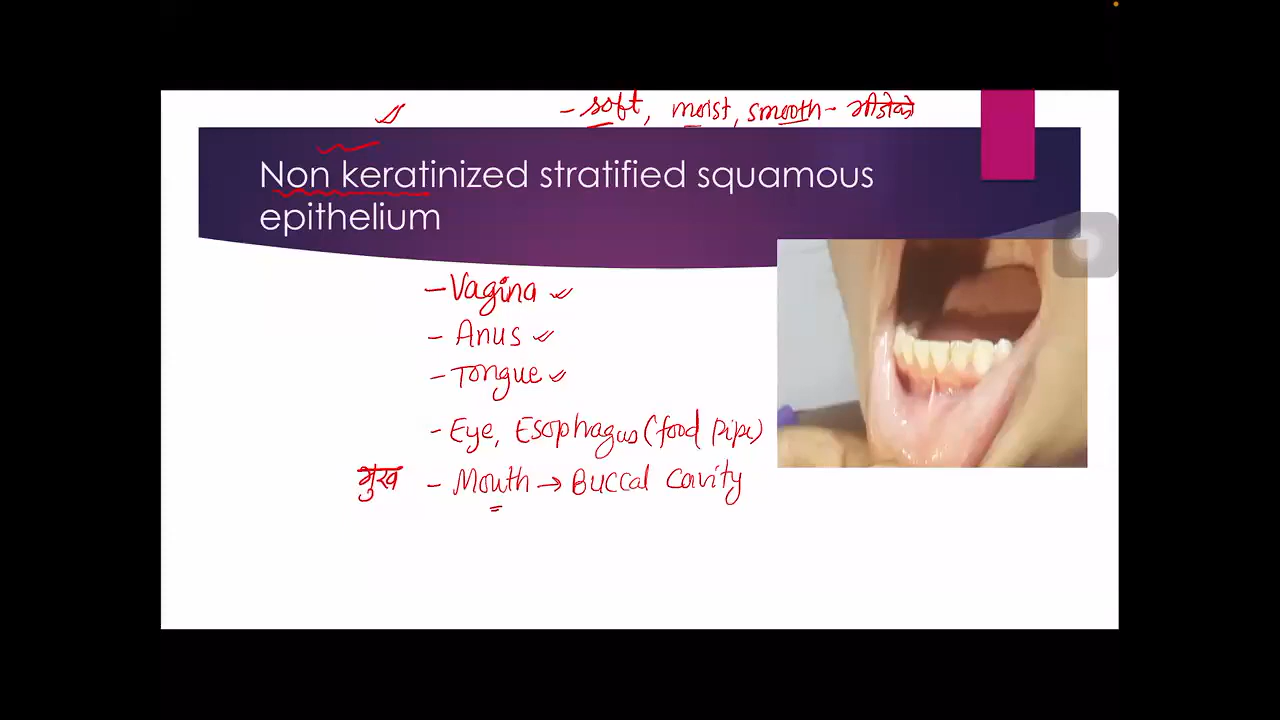 - soft, moist, smooth - भीजेको
Non keratinized stratified squamous
epithelium
- Vagina
- Anus
- Tongue
- Eye, Esophagus (food pipe)
मुख - Mouth → Buccal cavity